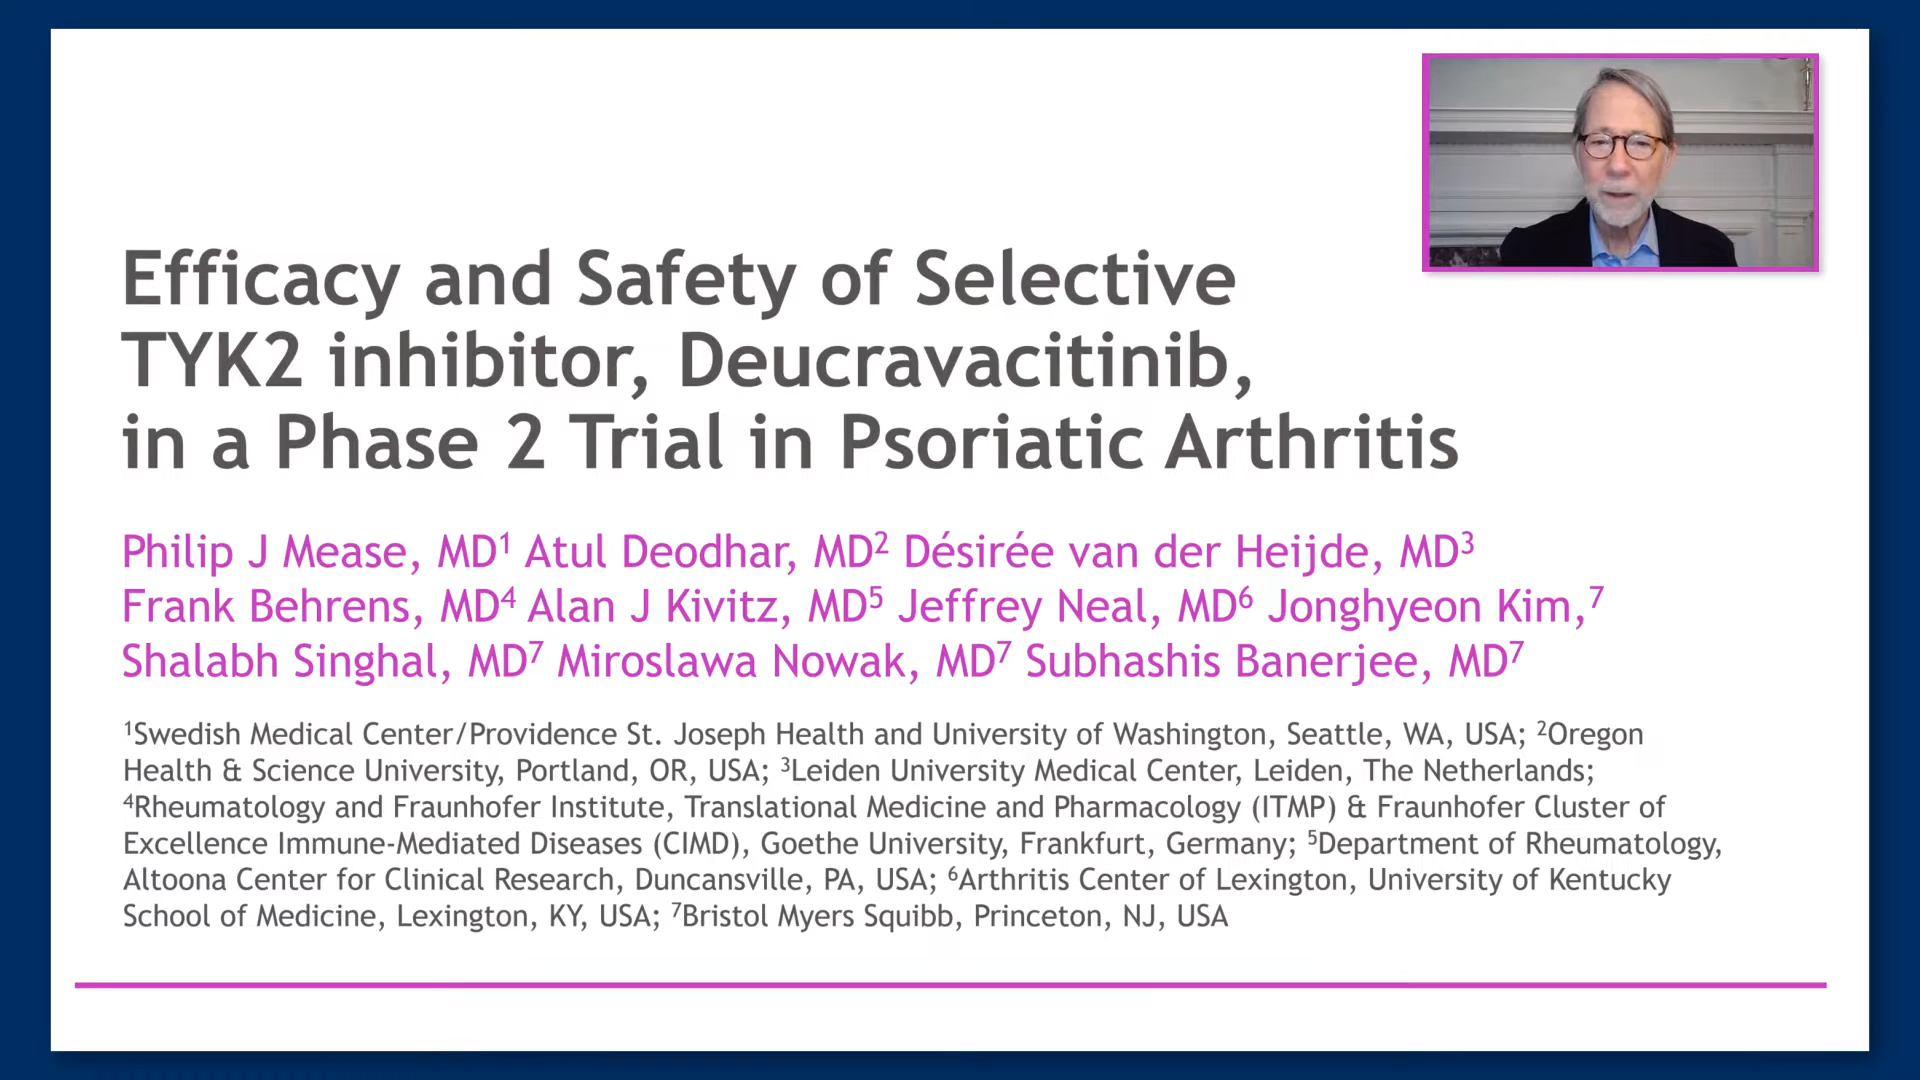 Efficacy and Safety of Selective
TYK2 inhibitor, Deucravacitinib,
in a Phase 2 Trial in Psoriatic Arthritis
Philip J Mease, MD¹ Atul Deodhar, MD² Désirée van der Heijde, MD³
Frank Behrens, MD⁴ Alan J Kivitz, MD⁵ Jeffrey Neal, MD⁶ Jonghyeon Kim,⁷
Shalabh Singhal, MD⁷ Miroslawa Nowak, MD⁷ Subhashis Banerjee, MD⁷
¹Swedish Medical Center/Providence St. Joseph Health and University of Washington, Seattle, WA, USA; ²Oregon
Health & Science University, Portland, OR, USA; ³Leiden University Medical Center, Leiden, The Netherlands;
⁴Rheumatology and Fraunhofer Institute, Translational Medicine and Pharmacology (ITMP) & Fraunhofer Cluster of
Excellence Immune-Mediated Diseases (CIMD), Goethe University, Frankfurt, Germany; ⁵Department of Rheumatology,
Altoona Center for Clinical Research, Duncansville, PA, USA; ⁶Arthritis Center of Lexington, University of Kentucky
School of Medicine, Lexington, KY, USA; ⁷Bristol Myers Squibb, Princeton, NJ, USA